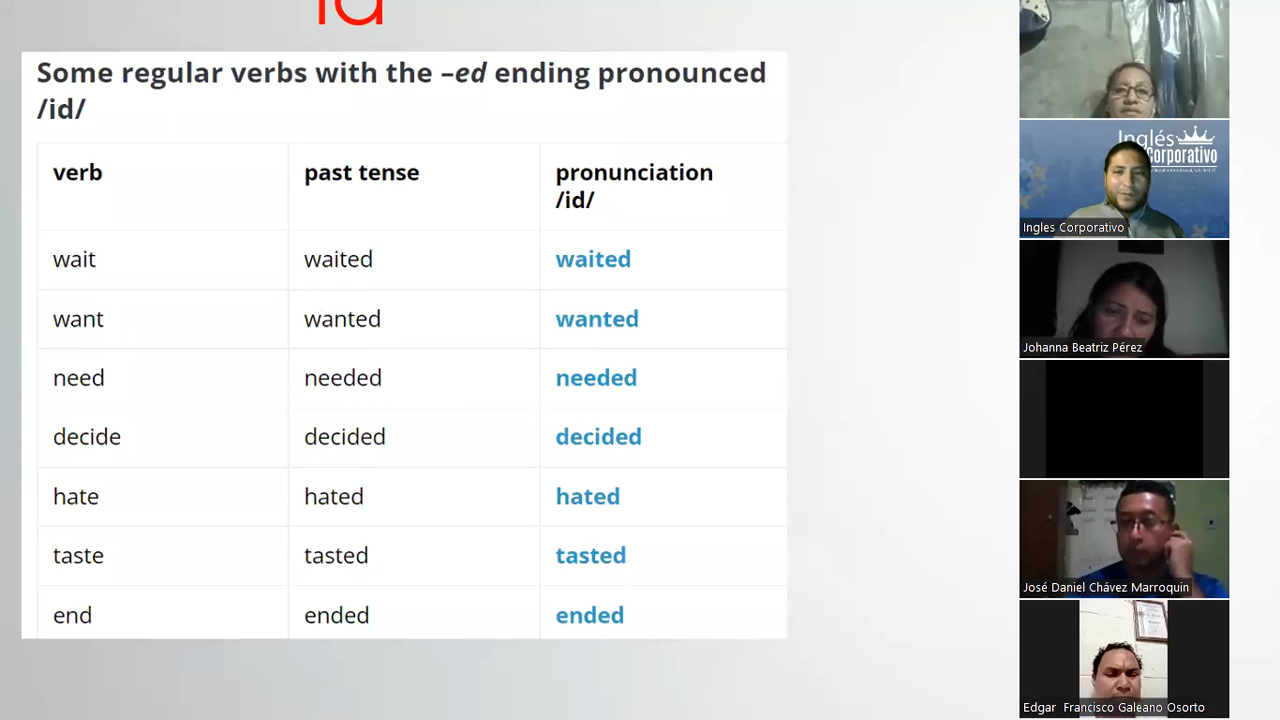 id
Some regular verbs with the –ed ending pronounced
/id/
verb past tense pronunciation
/id/
wait waited waited
want wanted wanted
need needed needed
decide decided decided
hate hated hated
taste tasted tasted
end ended ended
Inglés
Corporativo
Ingles Corporativo
Johanna Beatriz Pérez
José Daniel Chávez Marroquin
Edgar Francisco Galeano Osorto